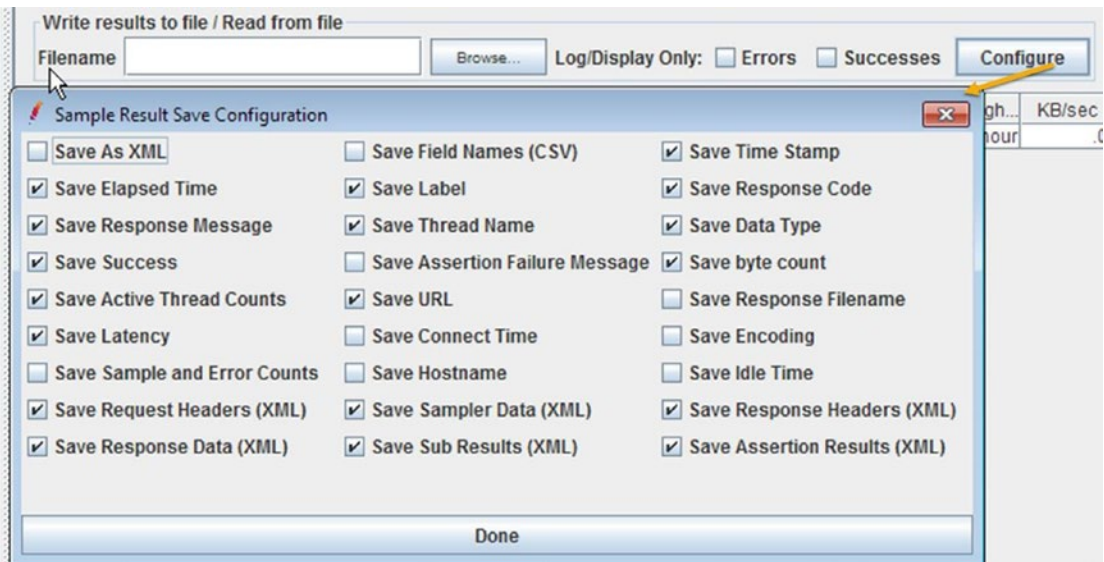 Write results to file / Read from file
Filename Browse... Log/Display Only: Errors Successes Configure
Sample Result Save Configuration
gh... KB/sec
hour .0
Save As XML Save Field Names (CSV) Save Time Stamp
Save Elapsed Time Save Label Save Response Code
Save Response Message Save Thread Name Save Data Type
Save Success Save Assertion Failure Message Save byte count
Save Active Thread Counts Save URL Save Response Filename
Save Latency Save Connect Time Save Encoding
Save Sample and Error Counts Save Hostname Save Idle Time
Save Request Headers (XML) Save Sampler Data (XML) Save Response Headers (XML)
Save Response Data (XML) Save Sub Results (XML) Save Assertion Results (XML)
Done